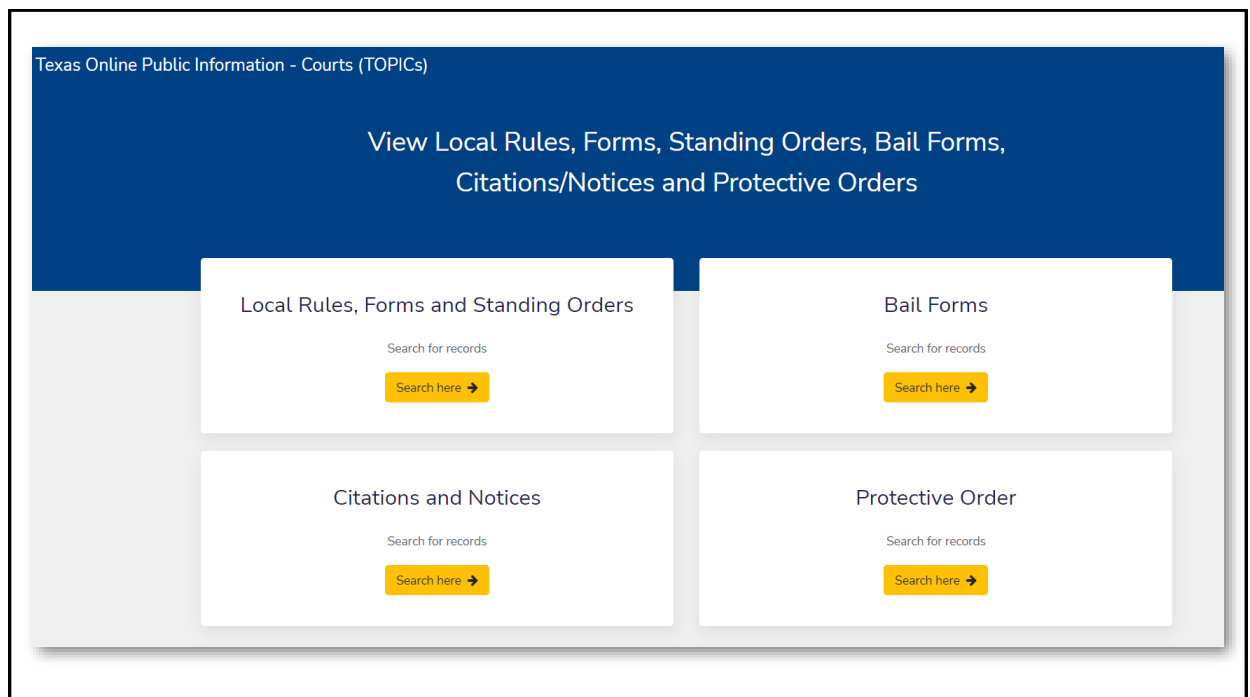 Texas Online Public Information - Courts (TOPICs)
View Local Rules, Forms, Standing Orders, Bail Forms,
Citations/Notices and Protective Orders
Local Rules, Forms and Standing Orders
Search for records
Search here
Bail Forms
Search for records
Search here
Citations and Notices
Search for records
Search here
Protective Order
Search for records
Search here